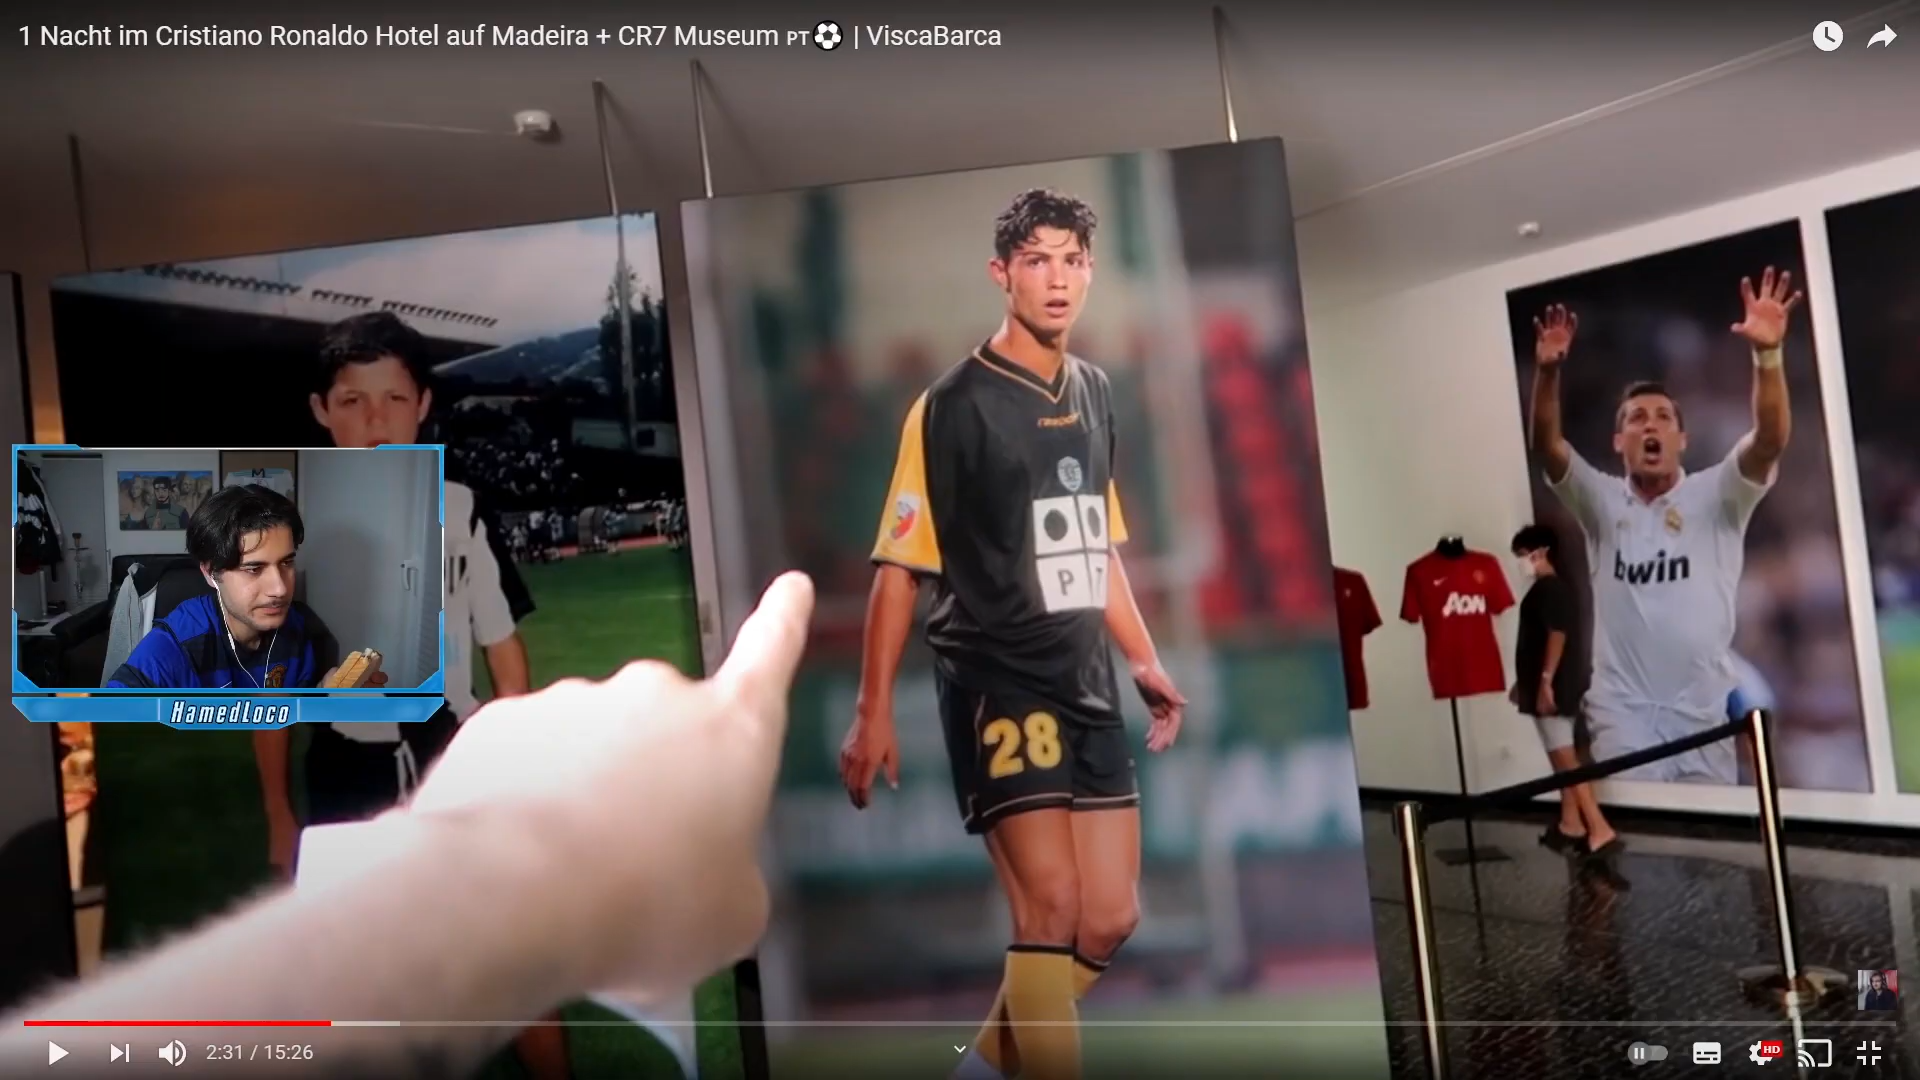 1 Nacht im Cristiano Ronaldo Hotel auf Madeira + CR7 Museum PT⚽ | ViscaBarca
bwin
AON
28
HamedLoco
2:31 / 15:26
HD